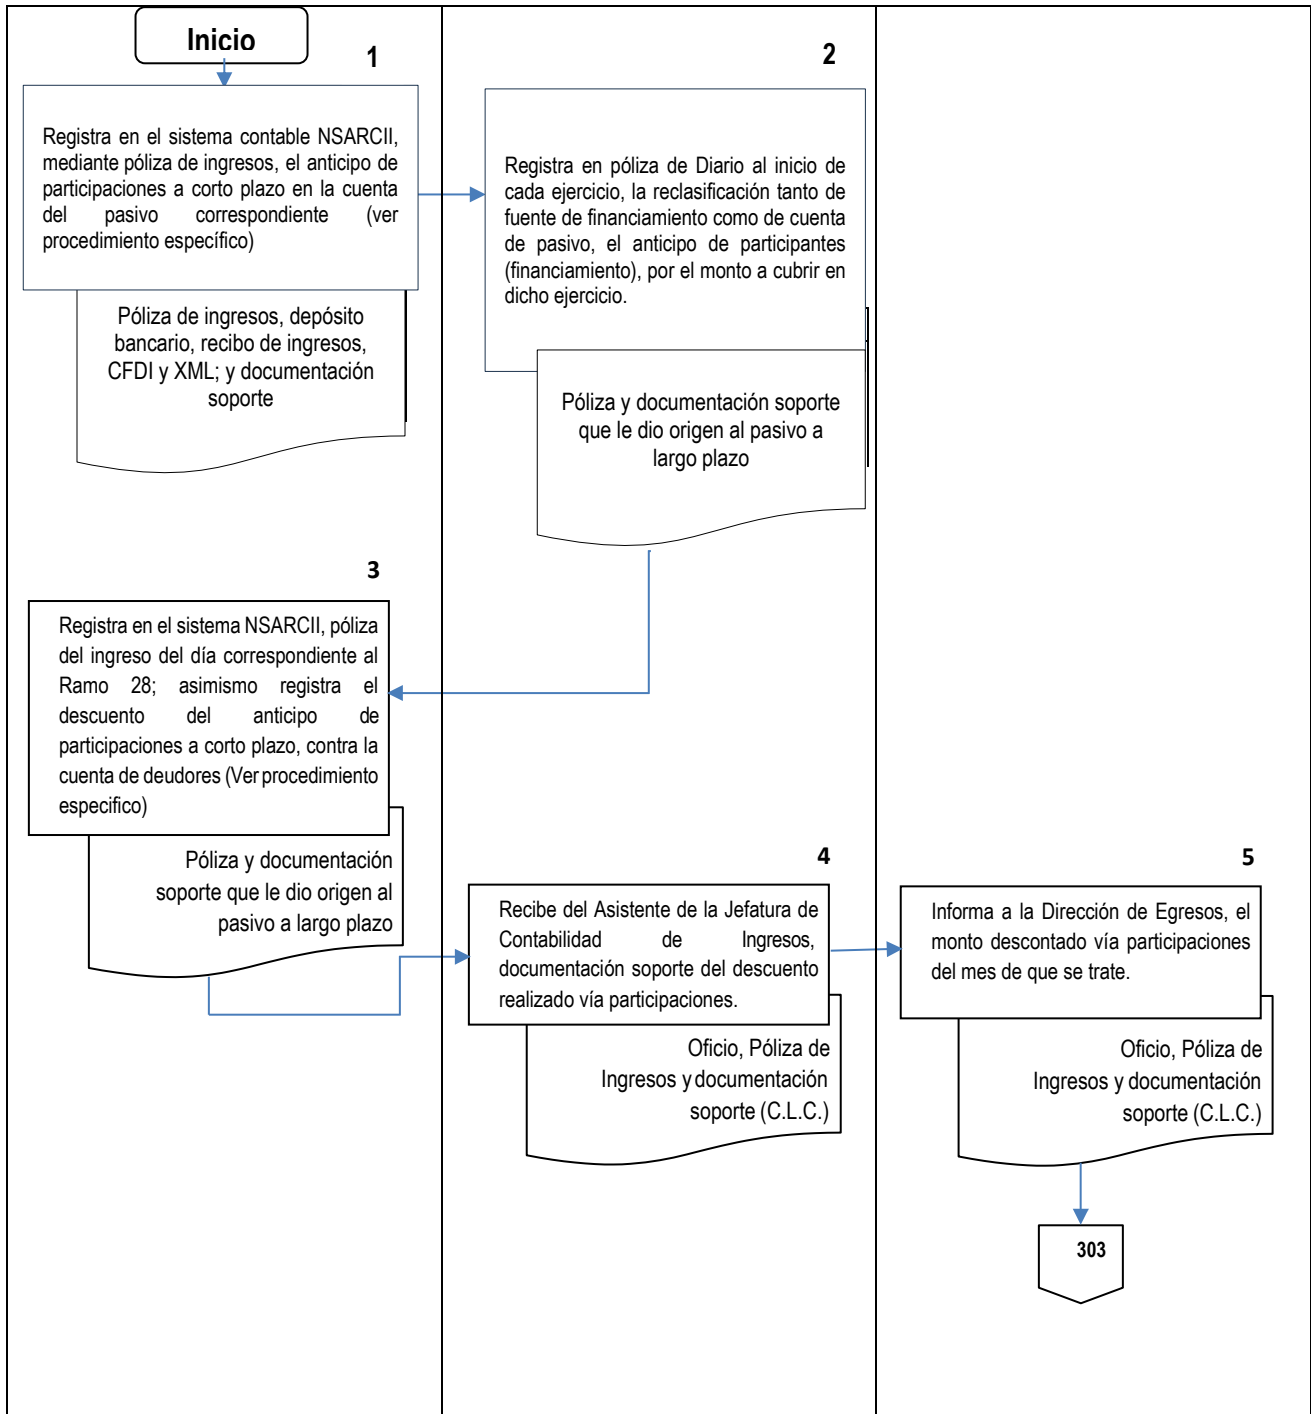 Inicio
1
Registra en el sistema contable NSARCII,
mediante póliza de ingresos, el anticipo de
participaciones a corto plazo en la cuenta
del pasivo correspondiente (ver
procedimiento específico)
Póliza de ingresos, depósito
bancario, recibo de ingresos,
CFDI y XML; y documentación
soporte
2
Registra en póliza de Diario al inicio de
cada ejercicio, la reclasificación tanto de
fuente de financiamiento como de cuenta
de pasivo, el anticipo de participantes
(financiamiento), por el monto a cubrir en
dicho ejercicio.
Póliza y documentación soporte
que le dio origen al pasivo a
largo plazo
3
Registra en el sistema NSARCII, póliza
del ingreso del día correspondiente al
Ramo 28; asimismo registra el
descuento del anticipo de
participaciones a corto plazo, contra la
cuenta de deudores (Ver procedimiento
especifico)
Póliza y documentación
soporte que le dio origen al
pasivo a largo plazo
4
Recibe del Asistente de la Jefatura de
Contabilidad de Ingresos,
documentación soporte del descuento
realizado vía participaciones.
Oficio, Póliza de
Ingresos y documentación
soporte (C.L.C.)
5
Informa a la Dirección de Egresos, el
monto descontado vía participaciones
del mes de que se trate.
Oficio, Póliza de
Ingresos y documentación
soporte (C.L.C.)
303